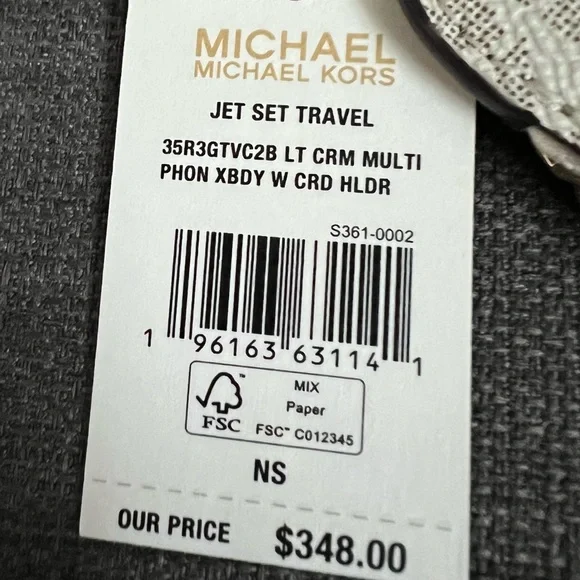 MICHAEL
MICHAEL KORS
JET SET TRAVEL
35R3GTVC2B LT CRM MULTI
PHON XBDY W CRD HLDR
S361-0002
1 96163 63114 1
MIX
Paper
FSC™ C012345
FSC
NS
OUR PRICE $348.00